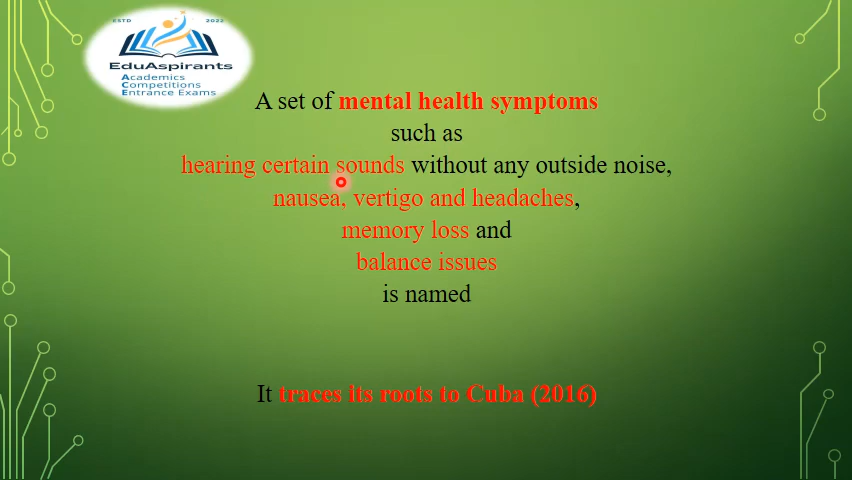 ESTD 2022
EduAspirants
Academics
Competitions
Entrance Exams
A set of mental health symptoms
such as
hearing certain sounds without any outside noise,
nausea, vertigo and headaches,
memory loss and
balance issues
is named
It traces its roots to Cuba (2016)